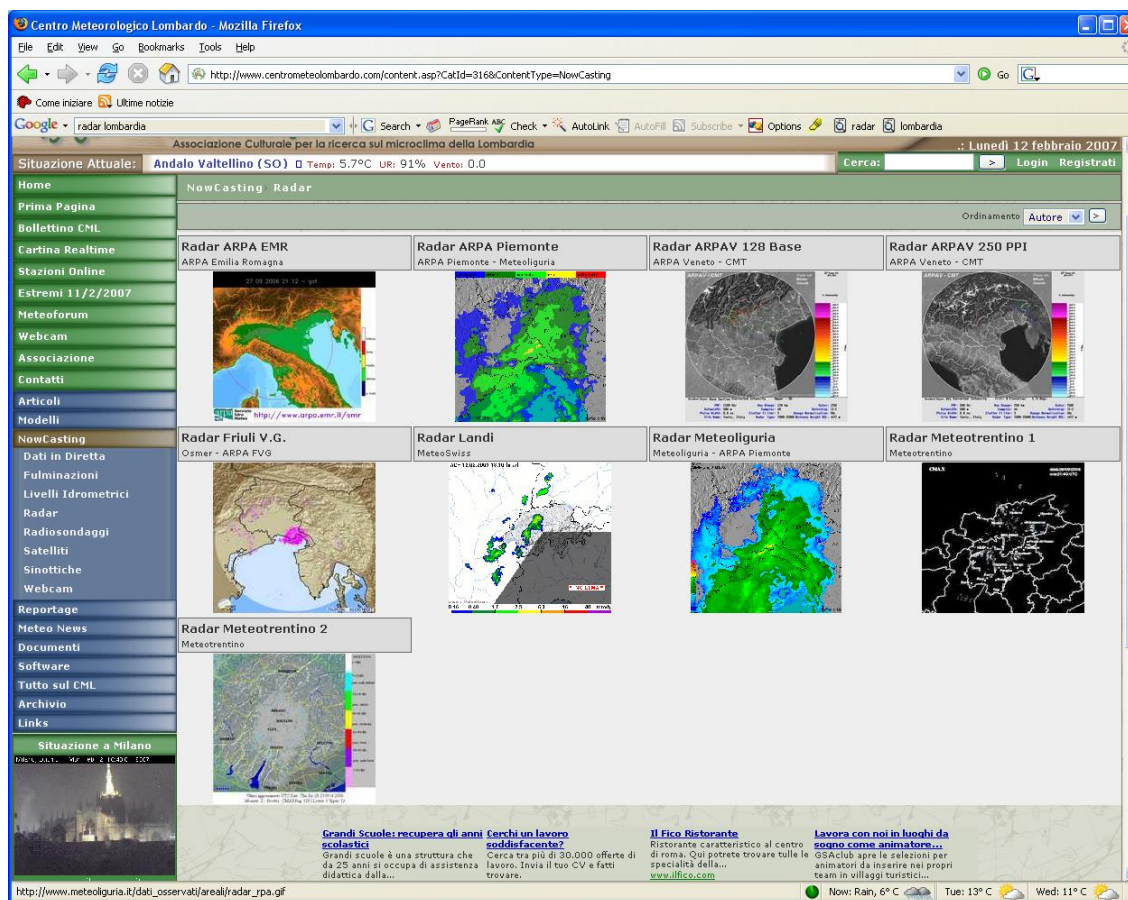 Centro Meteorologico Lombardo - Mozilla Firefox
File Edit View Go Bookmarks Tools Help
http://www.centrometeolombardo.com/content.asp?CatId=316&ContentType=NowCasting
Go
Come iniziare Ultime notizie
Google radar lombardia Search PageRank Check AutoLink AutoFill Subscribe Options radar lombardia
Associazione Culturale per la ricerca sul microclima della Lombardia
.: Lunedì 12 febbraio 2007
Situazione Attuale: Andalo Valtellino (SO) Temp: 5.7°C UR: 91% Vento: 0.0 Cerca: > Login Registrati
Home
Prima Pagina
Bollettino CML
Cartina Realtime
Stazioni Online
Estremi 11/2/2007
Meteoforum
Webcam
Associazione
Contatti
Articoli
Modelli
NowCasting
Dati in Diretta
Fulminazioni
Livelli Idrometrici
Radar
Radiosondaggi
Satelliti
Sinottiche
Webcam
Reportage
Meteo News
Documenti
Software
Tutto sul CML
Archivio
Links
Situazione a Milano
NowCasting Radar
Ordinamento Autore >
Radar ARPA EMR
ARPA Emilia Romagna
http://www.arpa.emr.it/smr
Radar ARPA Piemonte
ARPA Piemonte - Meteoliguria
Radar ARPAV 128 Base
ARPA Veneto - CMT
Radar ARPAV 250 PPI
ARPA Veneto - CMT
Radar Friuli V.G.
Osmer - ARPA FVG
Radar Landi
MeteoSwiss
Radar Meteoliguria
Meteoliguria - ARPA Piemonte
Radar Meteotrentino 1
Meteotrentino
CMAX
Radar Meteotrentino 2
Meteotrentino
Grandi Scuole: recupera gli anni
scolastici
Grandi scuole è una struttura che
da 25 anni si occupa di assistenza
didattica dalla...
Cerchi un lavoro
soddisfacente?
Cerca tra più di 30.000 offerte di
lavoro. Invia il tuo CV e fatti
trovare.
Il Fico Ristorante
Ristorante caratteristico al centro
di roma. Qui potrete trovare tulle le
specialità della...
www.ilfico.com
Lavora con noi in luoghi da
sogno come animatore...
GSAclub apre le selezioni per
animatori da inserire nei propri
team in villaggi turistici...
http://www.meteoliguria.it/dati_osservati/areali/radar_rpa.gif
Now: Rain, 6° C Tue: 13° C Wed: 11° C